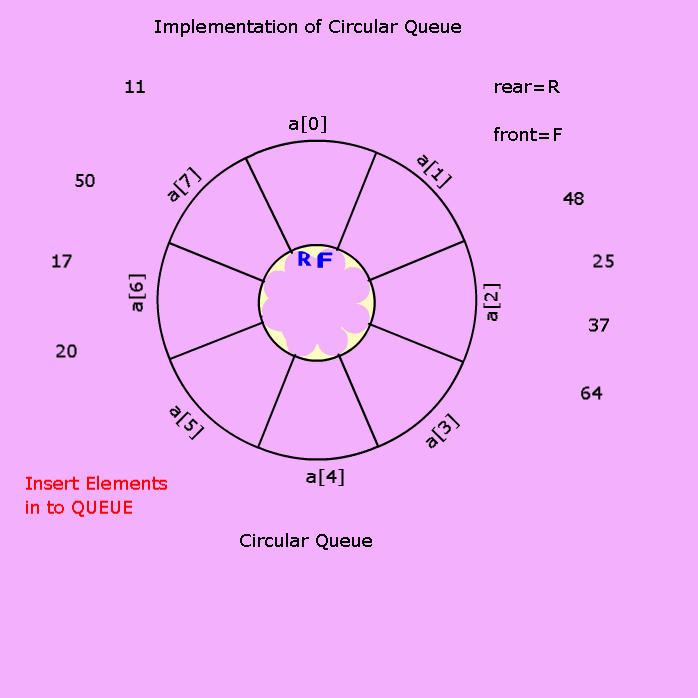 Implementation of Circular Queue
11
rear=R
a[0]
front=F
a[1]
a[7]
50
48
R F
17
25
a[6]
a[2]
37
20
64
a[5]
a[3]
a[4]
Insert Elements
in to QUEUE
Circular Queue